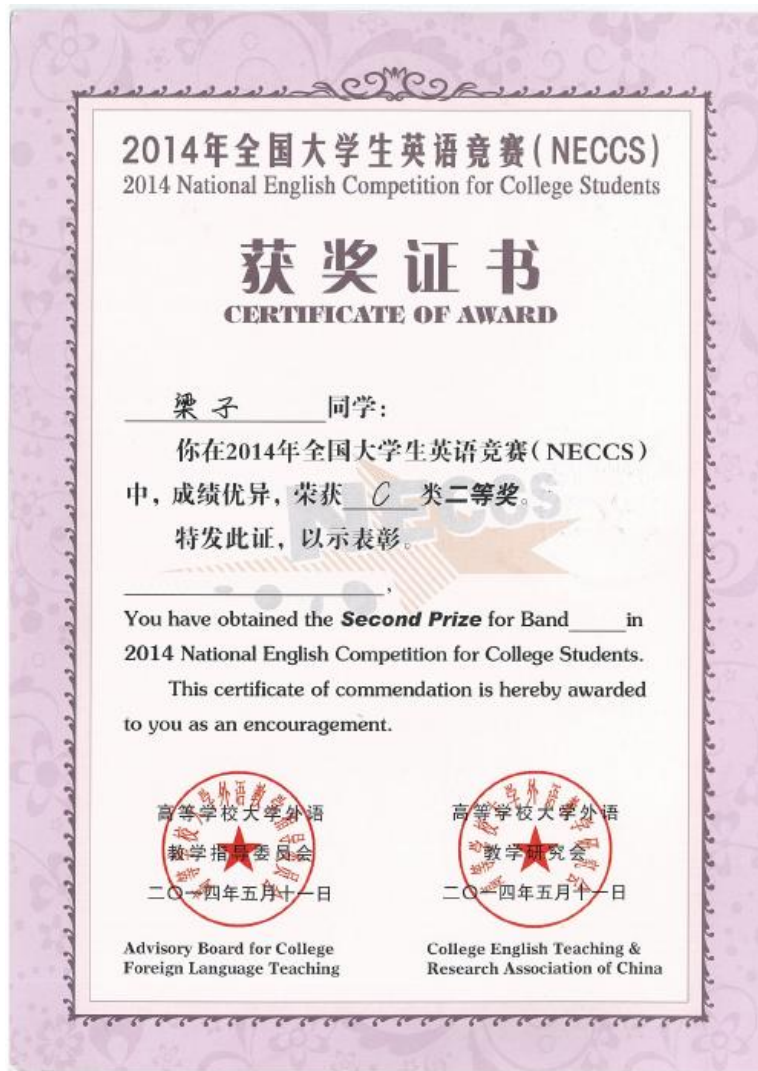 2014年全国大学生英语竞赛(NECCS)
2014 National English Competition for College Students
获奖证书
CERTIFICATE OF AWARD
梁子 同学:
你在2014年全国大学生英语竞赛(NECCS)
中,成绩优异,荣获 C 类二等奖。
特发此证,以示表彰。
NECCS
,
You have obtained the Second Prize for Band____in
2014 National English Competition for College Students.
This certificate of commendation is hereby awarded
to you as an encouragement.
高等学校大学外语
教学指导委员会
二〇一四年五月十一日
Advisory Board for College
Foreign Language Teaching
高等学校大学外语
教学研究会
二〇一四年五月十一日
College English Teaching &
Research Association of China